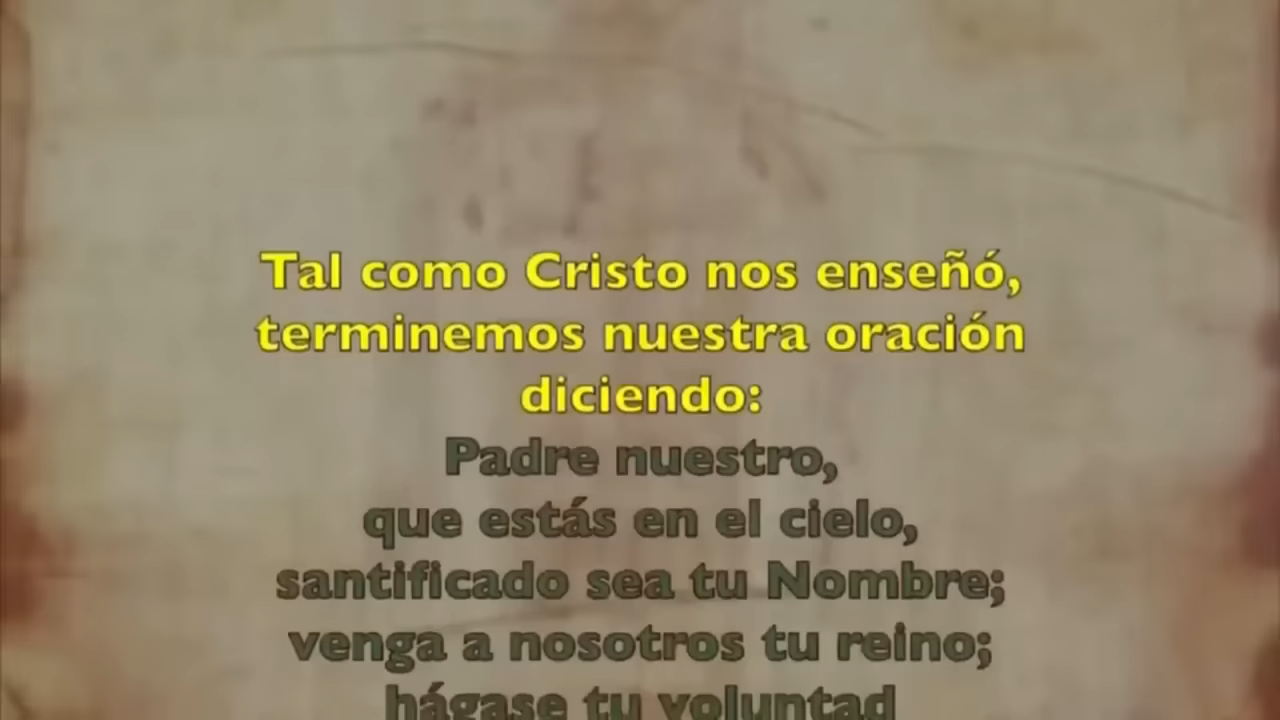 Tal como Cristo nos enseñó,
terminemos nuestra oración
diciendo:
Padre nuestro,
que estás en el cielo,
santificado sea tu Nombre;
venga a nosotros tu reino;
hágase tu voluntad